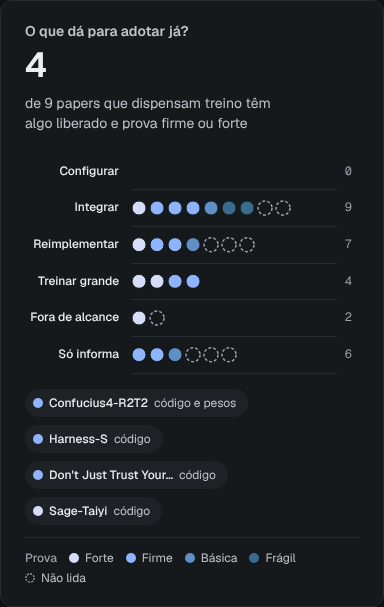 O que dá para adotar já?
4
de 9 papers que dispensam treino têm
algo liberado e prova firme ou forte
Configurar 0
Integrar 9
Reimplementar 7
Treinar grande 4
Fora de alcance 2
Só informa 6
Confucius4-R2T2 código e pesos
Harness-S código
Don't Just Trust Your... código
Sage-Taiyi código
Prova Forte Firme Básica Frágil
Não lida